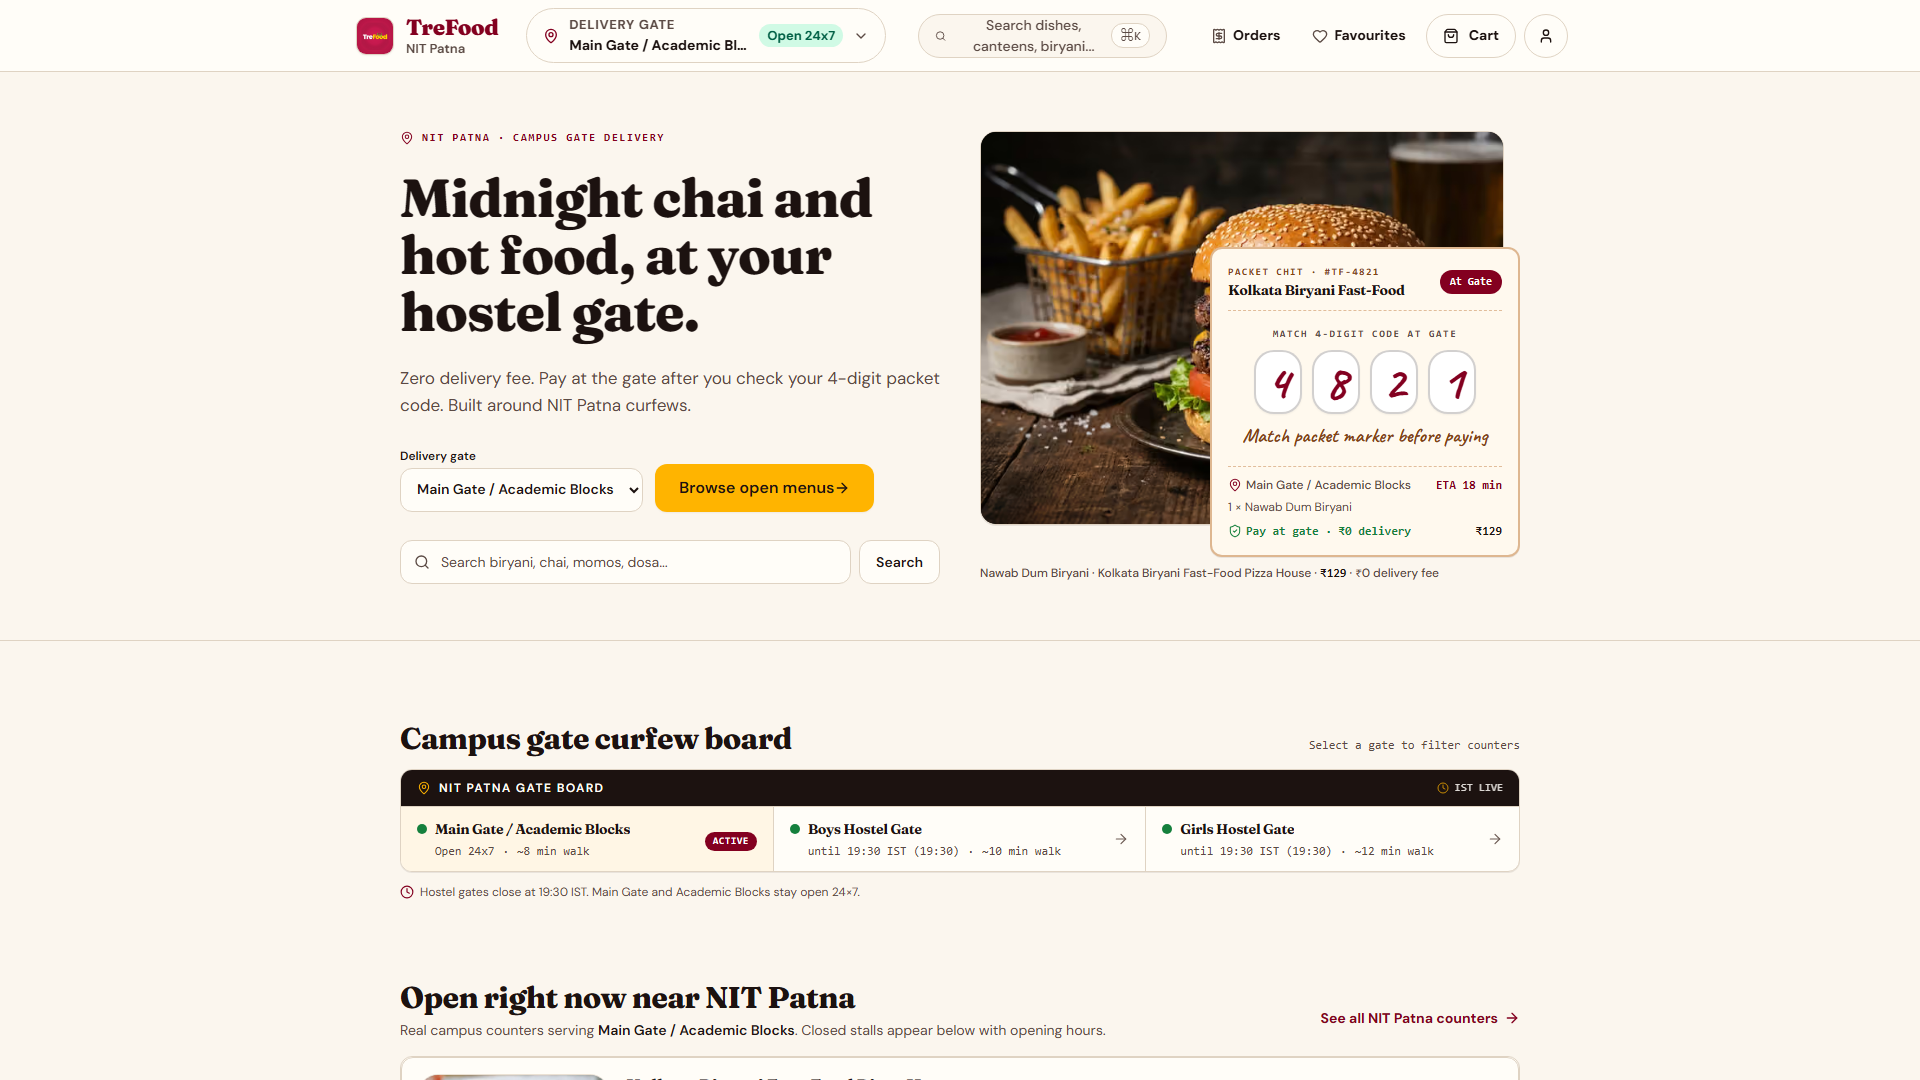 TreFood
TreFood
NIT Patna
DELIVERY GATE
Main Gate / Academic Bl...
Open 24x7
Search dishes,
canteens, biryani...
⌘K
Orders
Favourites
Cart
NIT PATNA · CAMPUS GATE DELIVERY
Midnight chai and
hot food, at your
hostel gate.
Zero delivery fee. Pay at the gate after you check your 4-digit packet
code. Built around NIT Patna curfews.
Delivery gate
Main Gate / Academic Blocks
Browse open menus→
Search biryani, chai, momos, dosa...
Search
PACKET CHIT · #TF-4821
Kolkata Biryani Fast-Food
At Gate
MATCH 4-DIGIT CODE AT GATE
4 8 2 1
Match packet marker before paying
Main Gate / Academic Blocks
ETA 18 min
1 × Nawab Dum Biryani
Pay at gate · ₹0 delivery
₹129
Nawab Dum Biryani · Kolkata Biryani Fast-Food Pizza House · ₹129 · ₹0 delivery fee
Campus gate curfew board
Select a gate to filter counters
NIT PATNA GATE BOARD
IST LIVE
Main Gate / Academic Blocks
Open 24x7 · ~8 min walk
ACTIVE
Boys Hostel Gate
until 19:30 IST (19:30) · ~10 min walk
Girls Hostel Gate
until 19:30 IST (19:30) · ~12 min walk
Hostel gates close at 19:30 IST. Main Gate and Academic Blocks stay open 24×7.
Open right now near NIT Patna
Real campus counters serving Main Gate / Academic Blocks. Closed stalls appear below with opening hours.
See all NIT Patna counters →